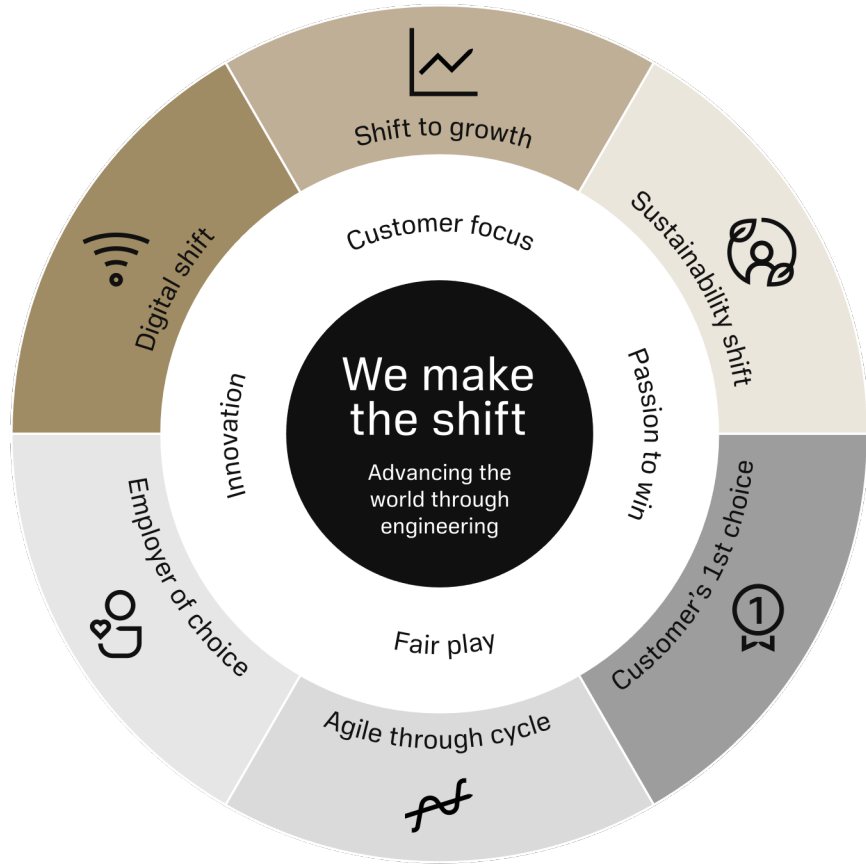 Shift to growth
Sustainability shift
Customer's 1st choice
Agile through cycle
Employer of choice
Digital shift
Customer focus
Passion to win
Fair play
Innovation
We make
the shift
Advancing the
world through
engineering
1